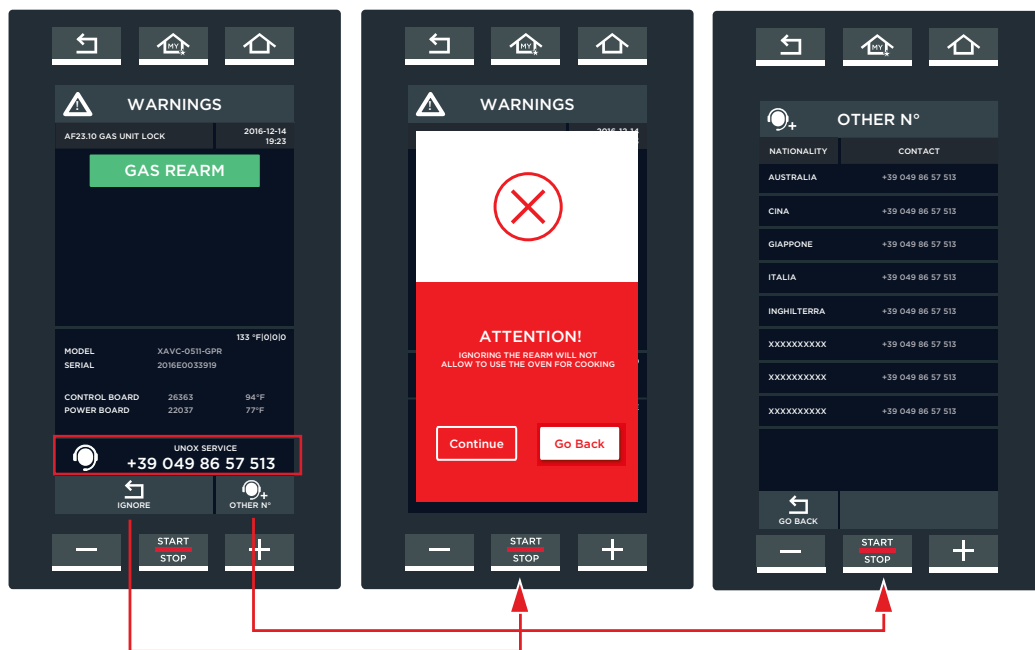 MY
WARNINGS
AF23.10 GAS UNIT LOCK
2016-12-14
19:23
GAS REARM
133 °F|0|0|0
MODEL XAVC-0511-GPR
SERIAL 2016E0033919
CONTROL BOARD 26363 94°F
POWER BOARD 22037 77°F
UNOX SERVICE
+39 049 86 57 513
IGNORE
OTHER N°
START
STOP
MY
WARNINGS
2016-12-14
ATTENTION!
IGNORING THE REARM WILL NOT
ALLOW TO USE THE OVEN FOR COOKING
Continue
Go Back
START
STOP
MY
OTHER N°
NATIONALITY CONTACT
AUSTRALIA +39 049 86 57 513
CINA +39 049 86 57 513
GIAPPONE +39 049 86 57 513
ITALIA +39 049 86 57 513
INGHILTERRA +39 049 86 57 513
XXXXXXXXXX +39 049 86 57 513
XXXXXXXXXX +39 049 86 57 513
XXXXXXXXXX +39 049 86 57 513
GO BACK
START
STOP